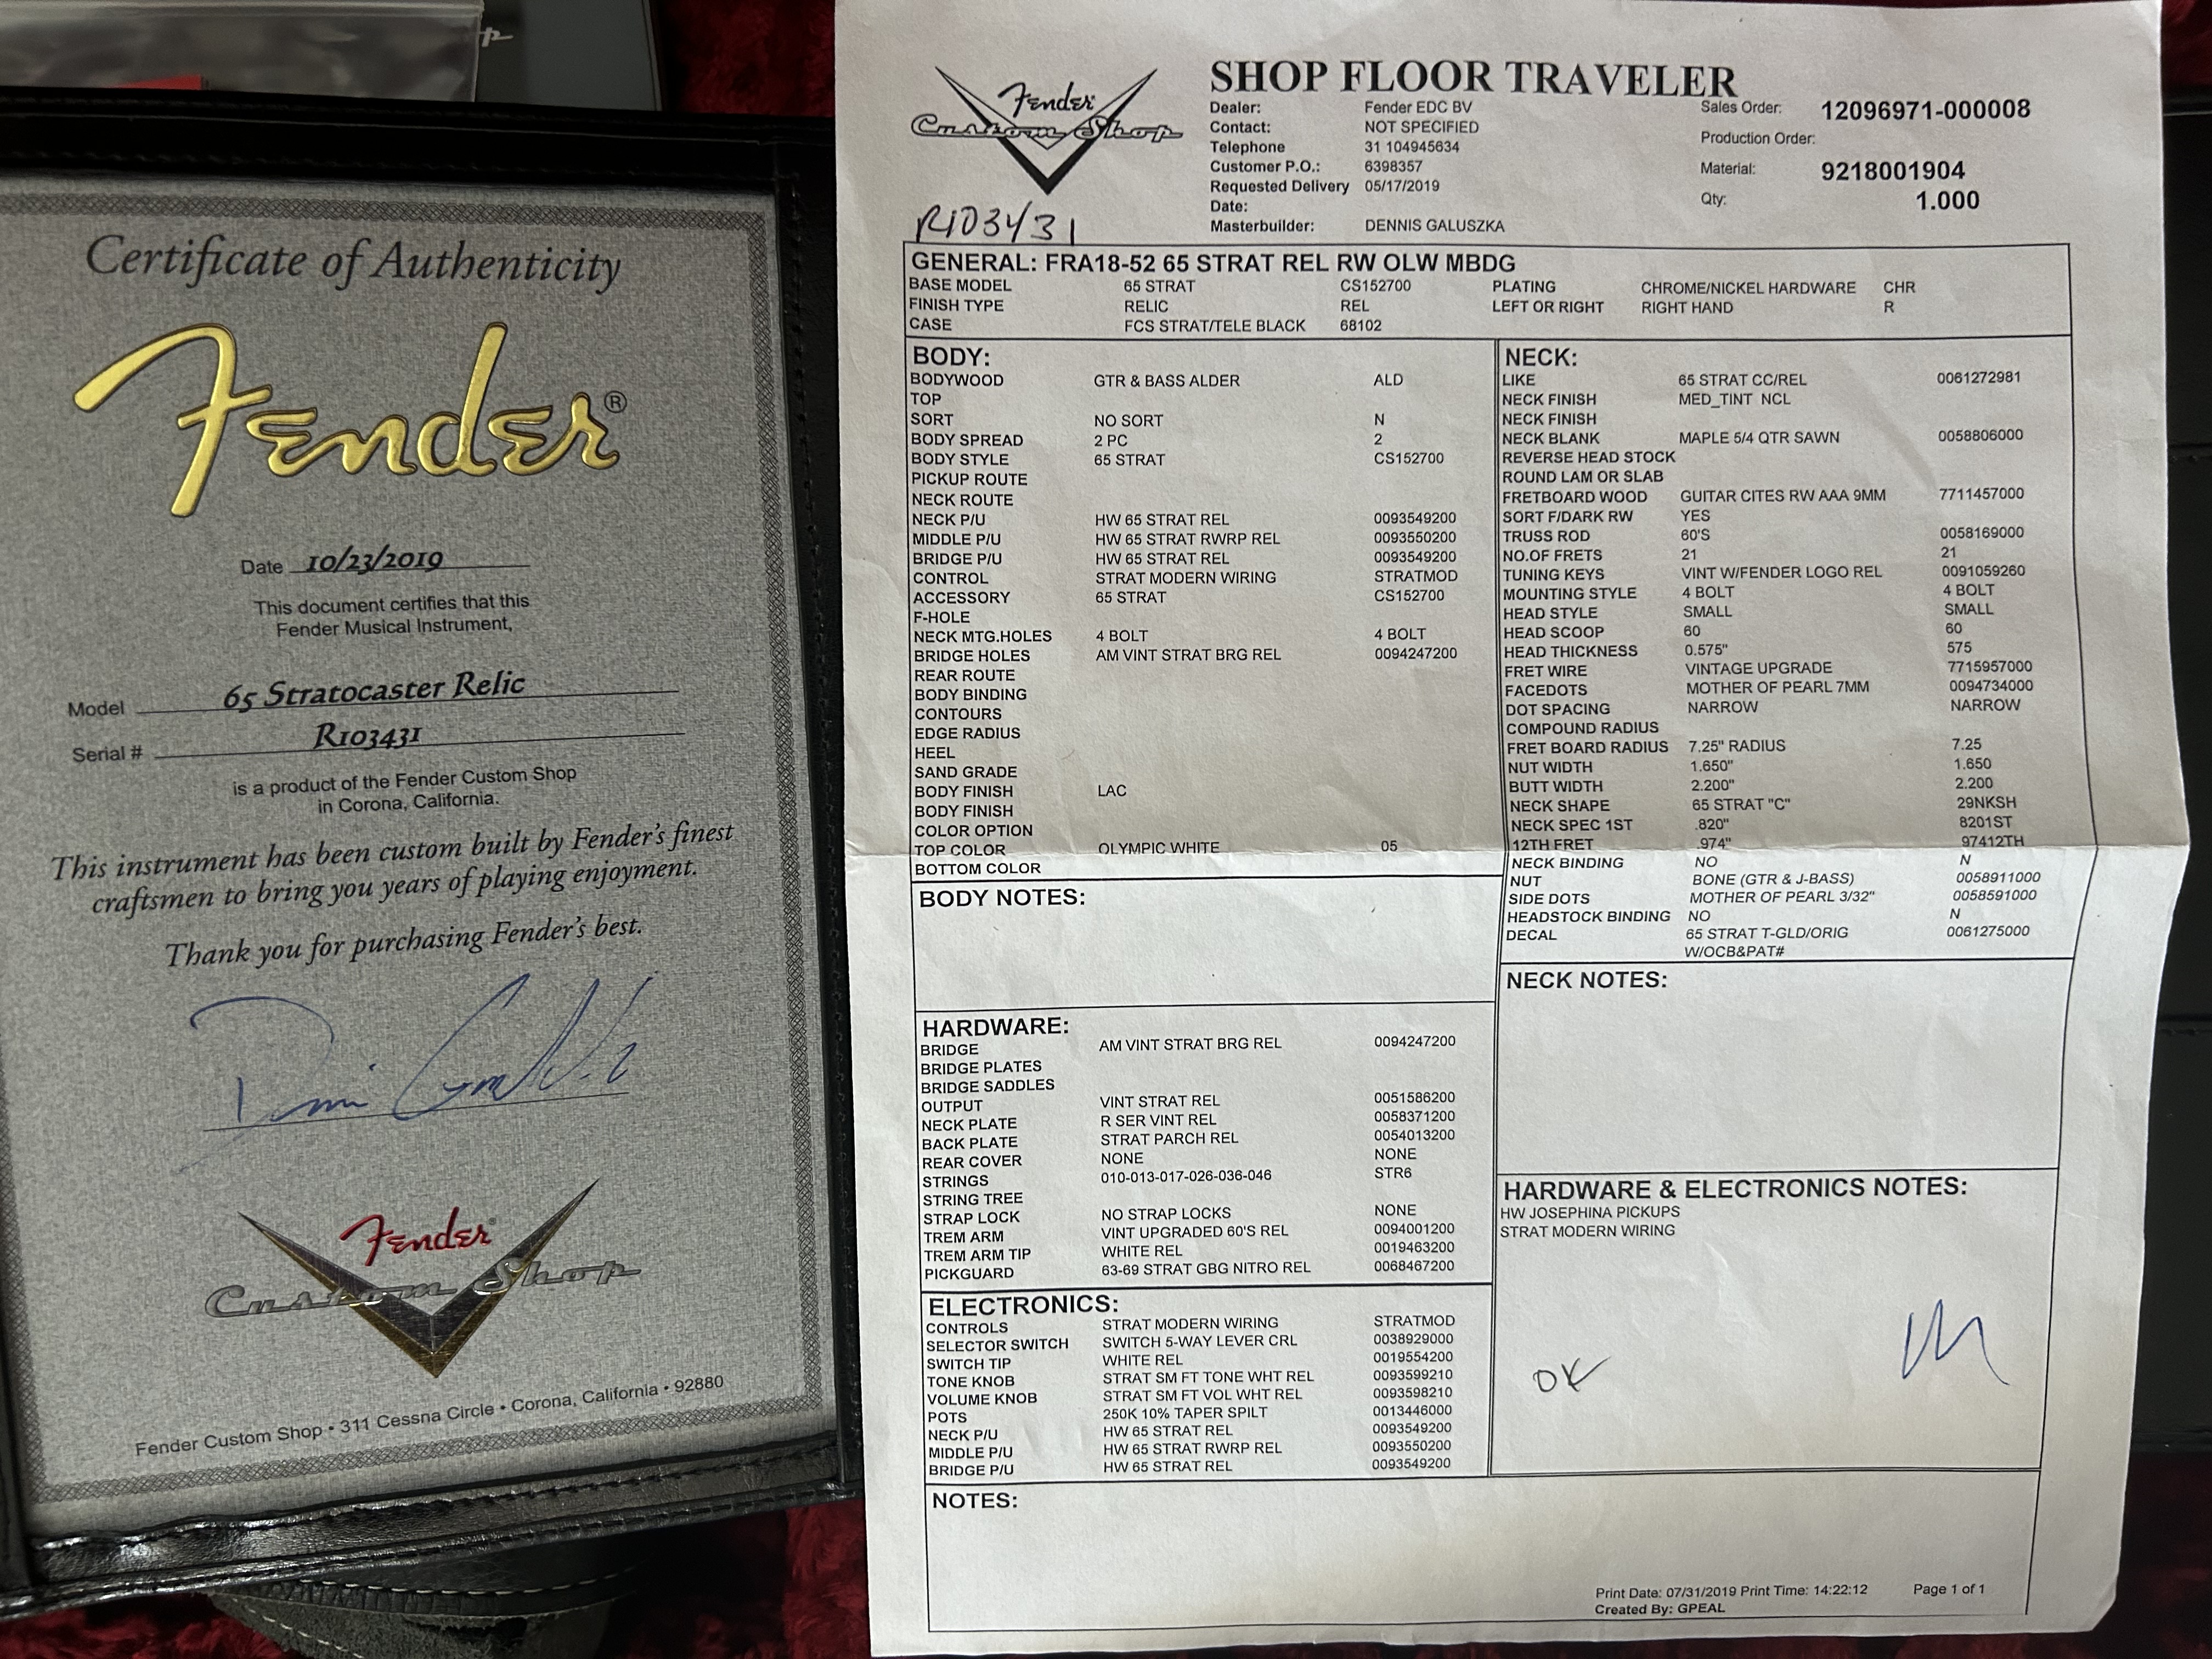 p
Certificate of Authenticity
Fender®
Date 10/23/2019
This document certifies that this
Fender Musical Instrument,
Model 65 Stratocaster Relic
Serial # R103431
is a product of the Fender Custom Shop
in Corona, California.
This instrument has been custom built by Fender's finest
craftsmen to bring you years of playing enjoyment.
Thank you for purchasing Fender's best.
Fender
Custom Shop
Fender Custom Shop • 311 Cessna Circle • Corona, California • 92880
Fender
Custom Shop
R103431
SHOP FLOOR TRAVELER
Dealer: Fender EDC BV
Contact: NOT SPECIFIED
Telephone 31 104945634
Customer P.O.: 6398357
Requested Delivery 05/17/2019
Date:
Masterbuilder: DENNIS GALUSZKA
Sales Order: 12096971-000008
Production Order:
Material: 9218001904
Qty: 1.000
GENERAL: FRA18-52 65 STRAT REL RW OLW MBDG
BASE MODEL 65 STRAT CS152700 PLATING CHROME/NICKEL HARDWARE CHR
FINISH TYPE RELIC REL LEFT OR RIGHT RIGHT HAND R
CASE FCS STRAT/TELE BLACK 68102
BODY:
BODYWOOD GTR & BASS ALDER ALD
TOP
SORT NO SORT N
BODY SPREAD 2 PC 2
BODY STYLE 65 STRAT CS152700
PICKUP ROUTE
NECK ROUTE
NECK P/U HW 65 STRAT REL 0093549200
MIDDLE P/U HW 65 STRAT RWRP REL 0093550200
BRIDGE P/U HW 65 STRAT REL 0093549200
CONTROL STRAT MODERN WIRING STRATMOD
ACCESSORY 65 STRAT CS152700
F-HOLE
NECK MTG.HOLES 4 BOLT 4 BOLT
BRIDGE HOLES AM VINT STRAT BRG REL 0094247200
REAR ROUTE
BODY BINDING
CONTOURS
EDGE RADIUS
HEEL
SAND GRADE
BODY FINISH LAC
BODY FINISH
COLOR OPTION
TOP COLOR OLYMPIC WHITE 05
BOTTOM COLOR
BODY NOTES:
HARDWARE:
BRIDGE AM VINT STRAT BRG REL 0094247200
BRIDGE PLATES
BRIDGE SADDLES
OUTPUT VINT STRAT REL 0051586200
NECK PLATE R SER VINT REL 0058371200
BACK PLATE STRAT PARCH REL 0054013200
REAR COVER NONE NONE
STRINGS 010-013-017-026-036-046 STR6
STRING TREE
STRAP LOCK NO STRAP LOCKS NONE
TREM ARM VINT UPGRADED 60'S REL 0094001200
TREM ARM TIP WHITE REL 0019463200
PICKGUARD 63-69 STRAT GBG NITRO REL 0068467200
ELECTRONICS:
CONTROLS STRAT MODERN WIRING STRATMOD
SELECTOR SWITCH SWITCH 5-WAY LEVER CRL 0038929000
SWITCH TIP WHITE REL 0019554200
TONE KNOB STRAT SM FT TONE WHT REL 0093599210
VOLUME KNOB STRAT SM FT VOL WHT REL 0093598210
POTS 250K 10% TAPER SPILT 0013446000
NECK P/U HW 65 STRAT REL 0093549200
MIDDLE P/U HW 65 STRAT RWRP REL 0093550200
BRIDGE P/U HW 65 STRAT REL 0093549200
NECK:
LIKE 65 STRAT CC/REL 0061272981
NECK FINISH MED_TINT NCL
NECK FINISH
NECK BLANK MAPLE 5/4 QTR SAWN 0058806000
REVERSE HEAD STOCK
ROUND LAM OR SLAB
FRETBOARD WOOD GUITAR CITES RW AAA 9MM 7711457000
SORT F/DARK RW YES
TRUSS ROD 60'S 0058169000
NO.OF FRETS 21 21
TUNING KEYS VINT W/FENDER LOGO REL 0091059260
MOUNTING STYLE 4 BOLT 4 BOLT
HEAD STYLE SMALL SMALL
HEAD SCOOP 60 60
HEAD THICKNESS 0.575" 575
FRET WIRE VINTAGE UPGRADE 7715957000
FACEDOTS MOTHER OF PEARL 7MM 0094734000
DOT SPACING NARROW NARROW
COMPOUND RADIUS
FRET BOARD RADIUS 7.25" RADIUS 7.25
NUT WIDTH 1.650" 1.650
BUTT WIDTH 2.200" 2.200
NECK SHAPE 65 STRAT "C" 29NKSH
NECK SPEC 1ST .820" 8201ST
12TH FRET .974" 97412TH
NECK BINDING NO N
NUT BONE (GTR & J-BASS) 0058911000
SIDE DOTS MOTHER OF PEARL 3/32" 0058591000
HEADSTOCK BINDING NO N
DECAL 65 STRAT T-GLD/ORIG 0061275000
W/OCB&PAT#
NECK NOTES:
HARDWARE & ELECTRONICS NOTES:
HW JOSEPHINA PICKUPS
STRAT MODERN WIRING
OK
NOTES:
Print Date: 07/31/2019 Print Time: 14:22:12 Page 1 of 1
Created By: GPEAL